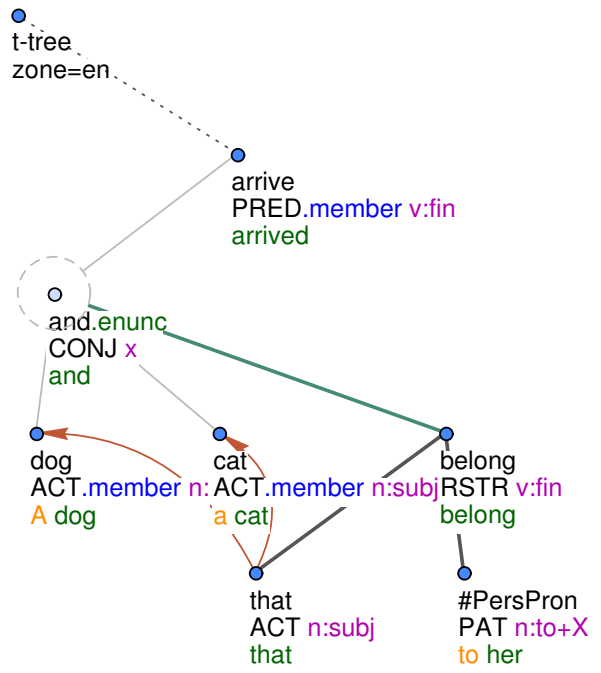 t-tree
zone=en
arrive
PRED.member v:fin
arrived
and.enunc
CONJ x
and
dog
ACT.member n:
A dog
cat
ACT.member n:subj
a cat
belong
RSTR v:fin
belong
that
ACT n:subj
that
#PersPron
PAT n:to+X
to her